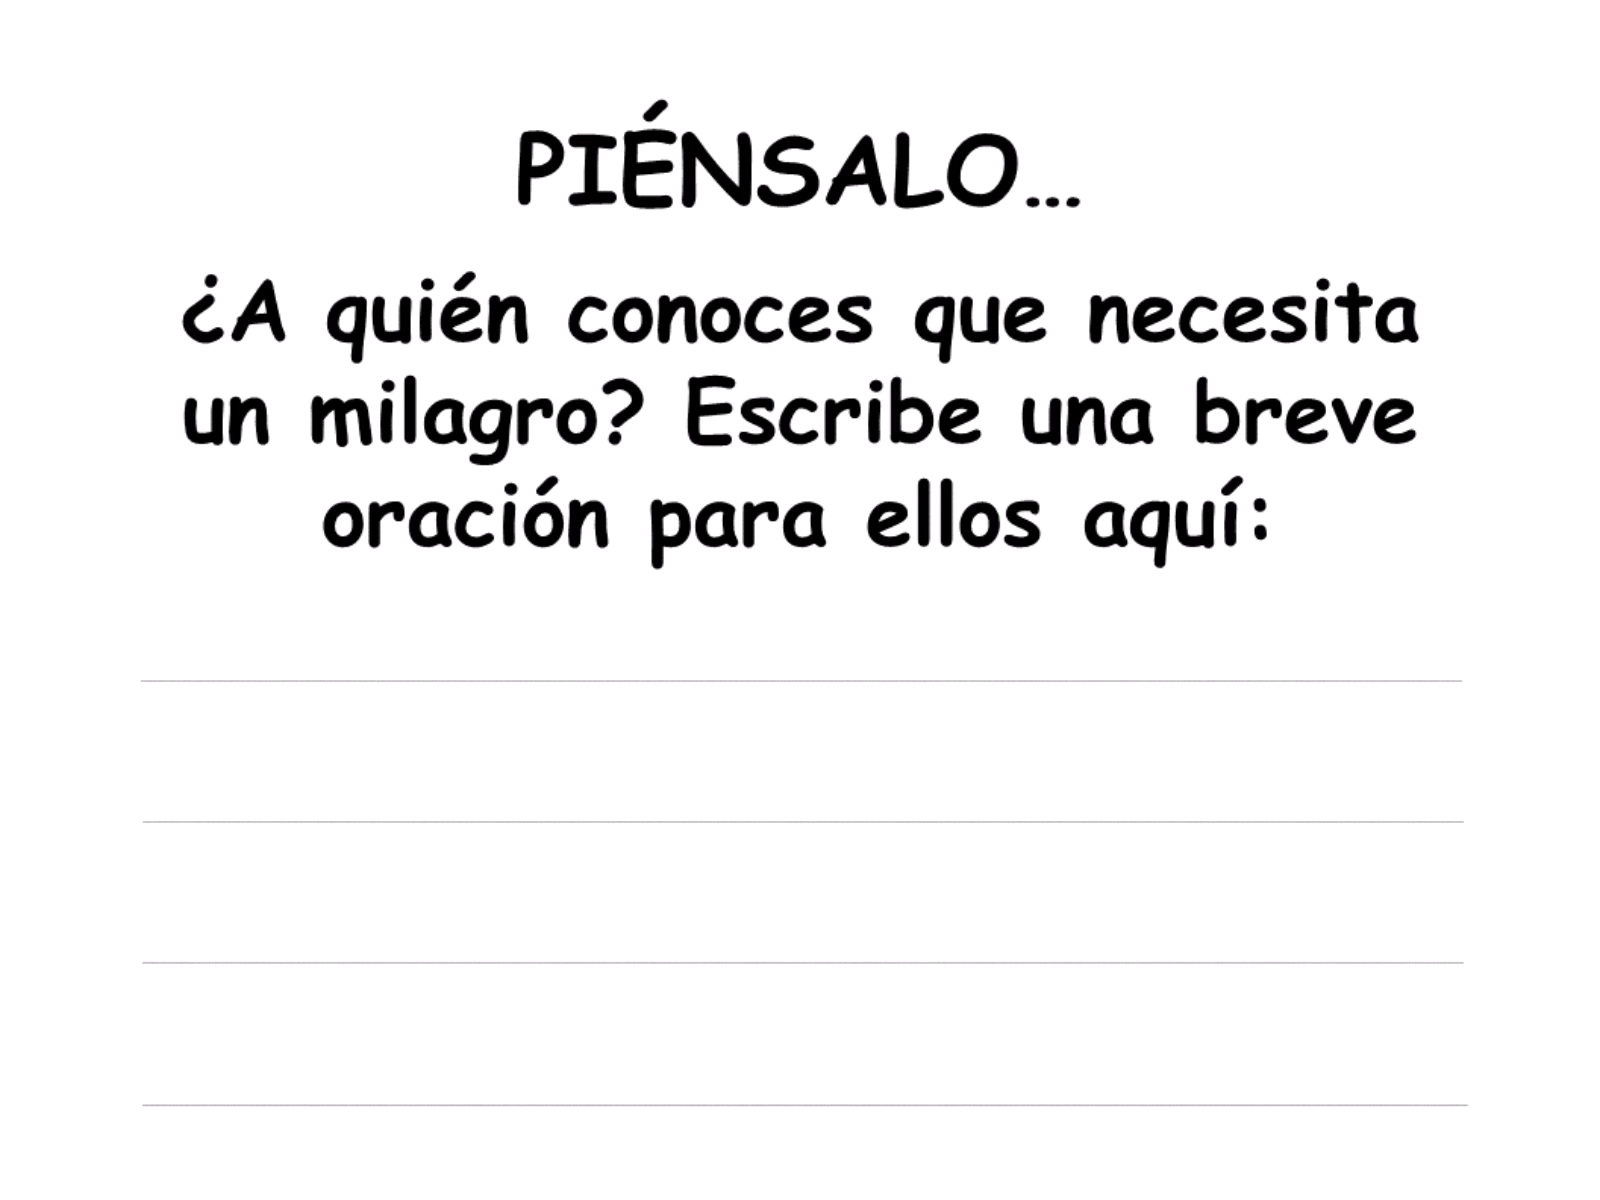 PIÉNSALO...
¿A quién conoces que necesita
un milagro? Escribe una breve
oración para ellos aquí: